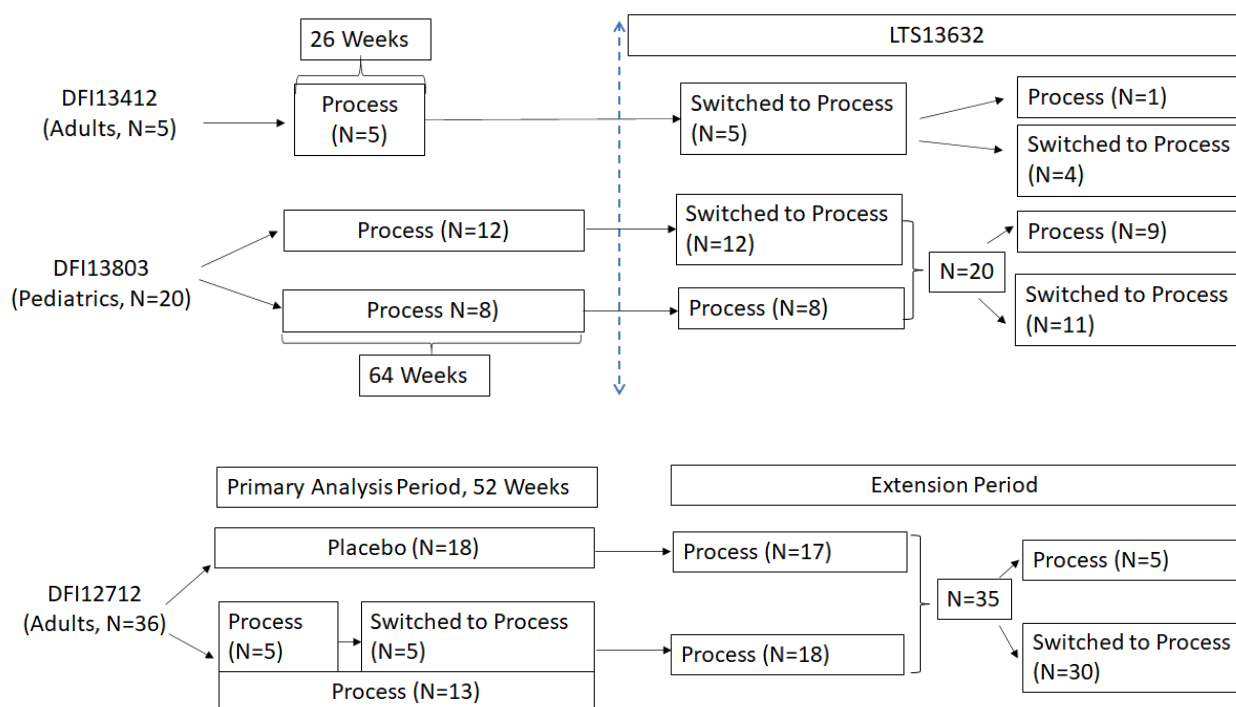 26 Weeks
LTS13632
DFI13412
(Adults, N=5)
Process
(N=5)
Switched to Process
(N=5)
Process (N=1)
Switched to Process
(N=4)
DFI13803
(Pediatrics, N=20)
Process (N=12)
Switched to Process
(N=12)
Process N=8)
Process (N=8)
N=20
Process (N=9)
Switched to Process
(N=11)
64 Weeks
Primary Analysis Period, 52 Weeks
Extension Period
DFI12712
(Adults, N=36)
Placebo (N=18)
Process (N=17)
Process
(N=5)
Switched to Process
(N=5)
Process (N=13)
Process (N=18)
N=35
Process (N=5)
Switched to Process
(N=30)